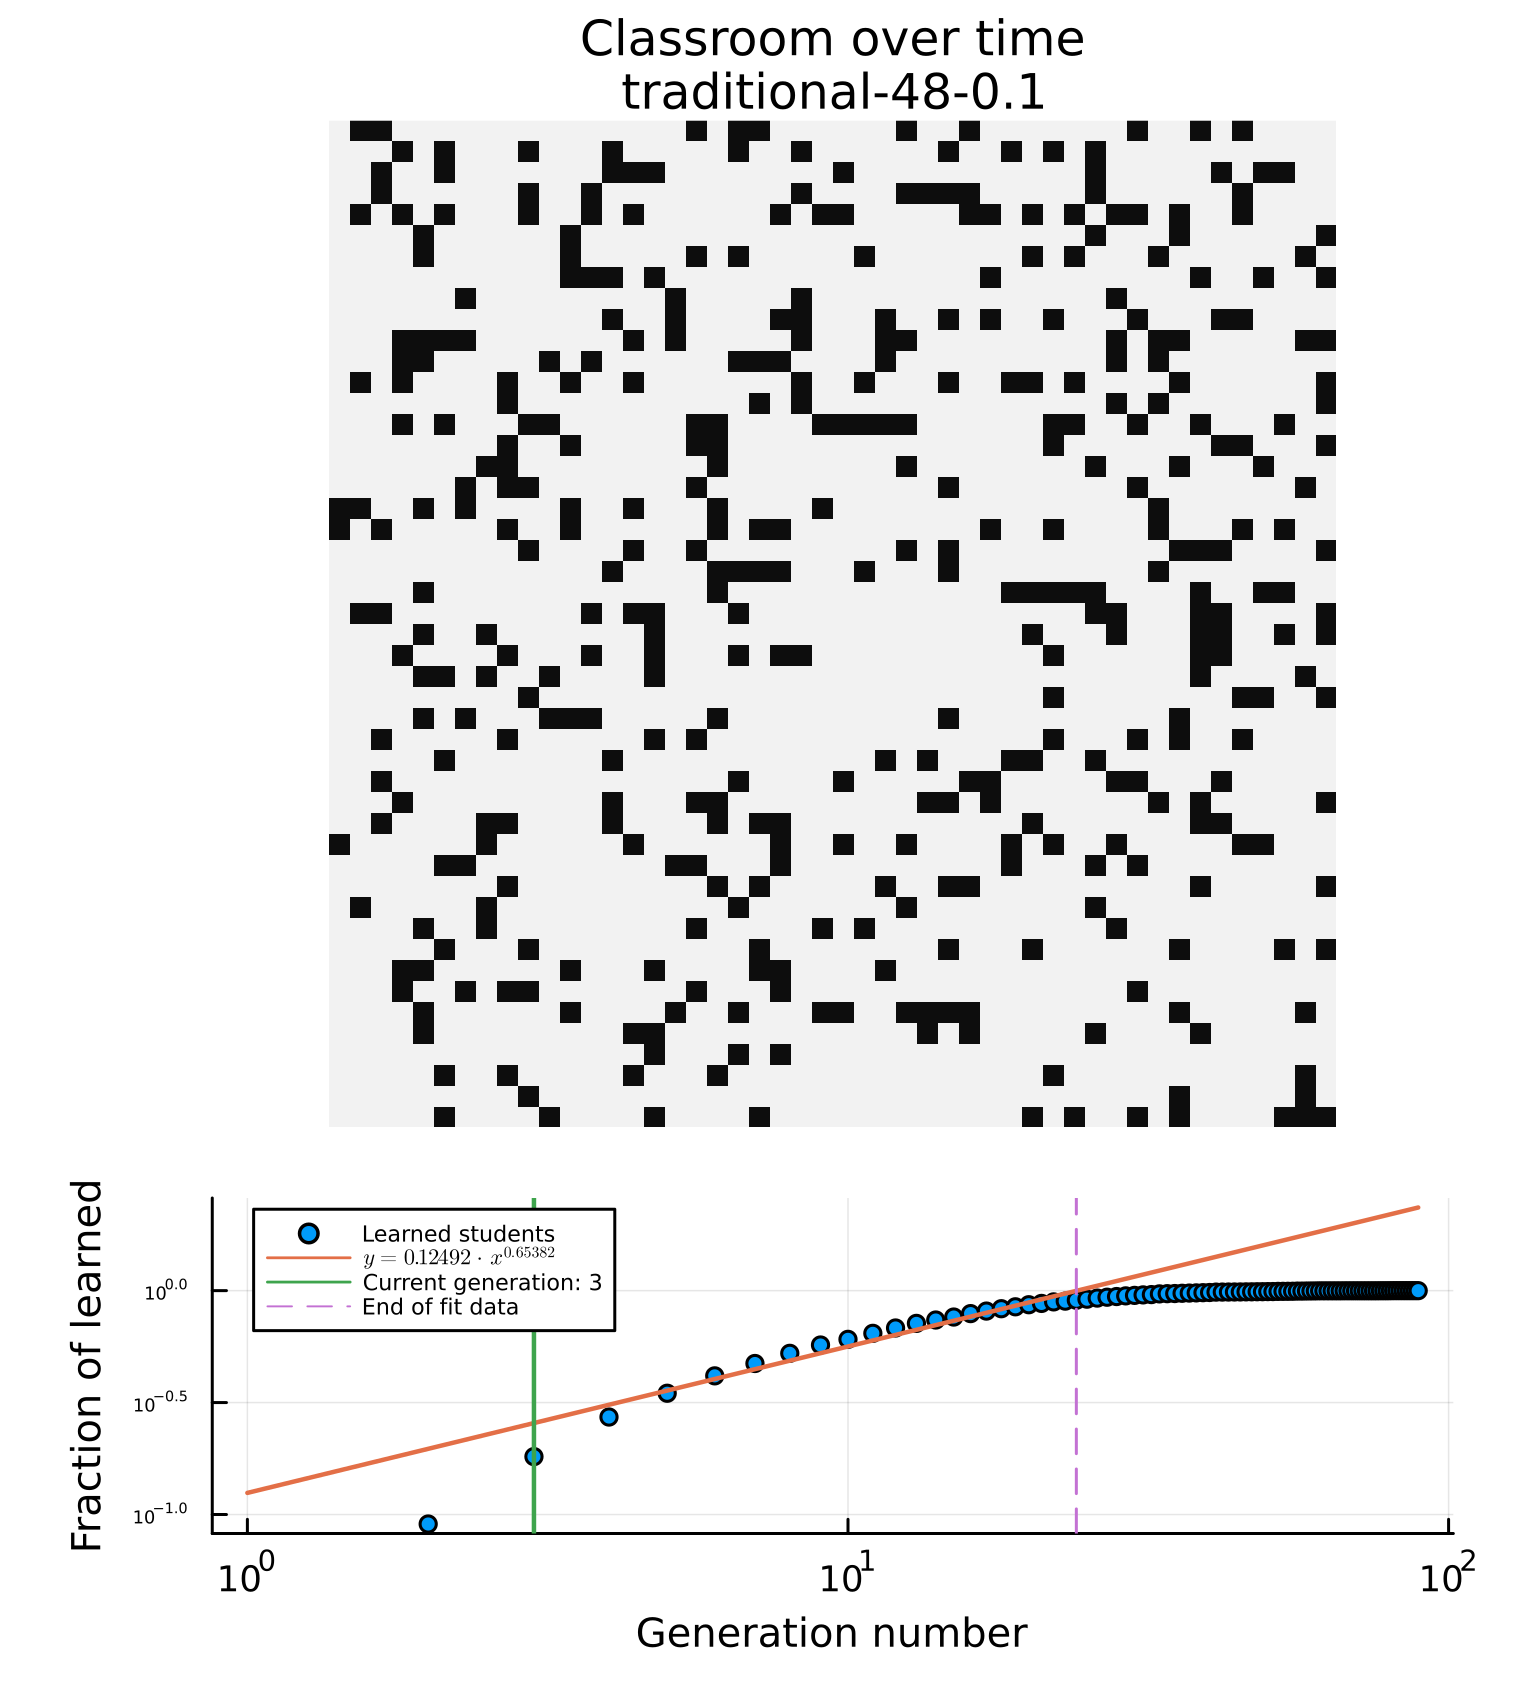 Classroom over time
traditional-48-0.1
Fraction of learned
Learned students
y = 0.12492 · x^0.65382
Current generation: 3
End of fit data
10^0.0
10^−0.5
10^−1.0
10^0 10^1 10^2
Generation number